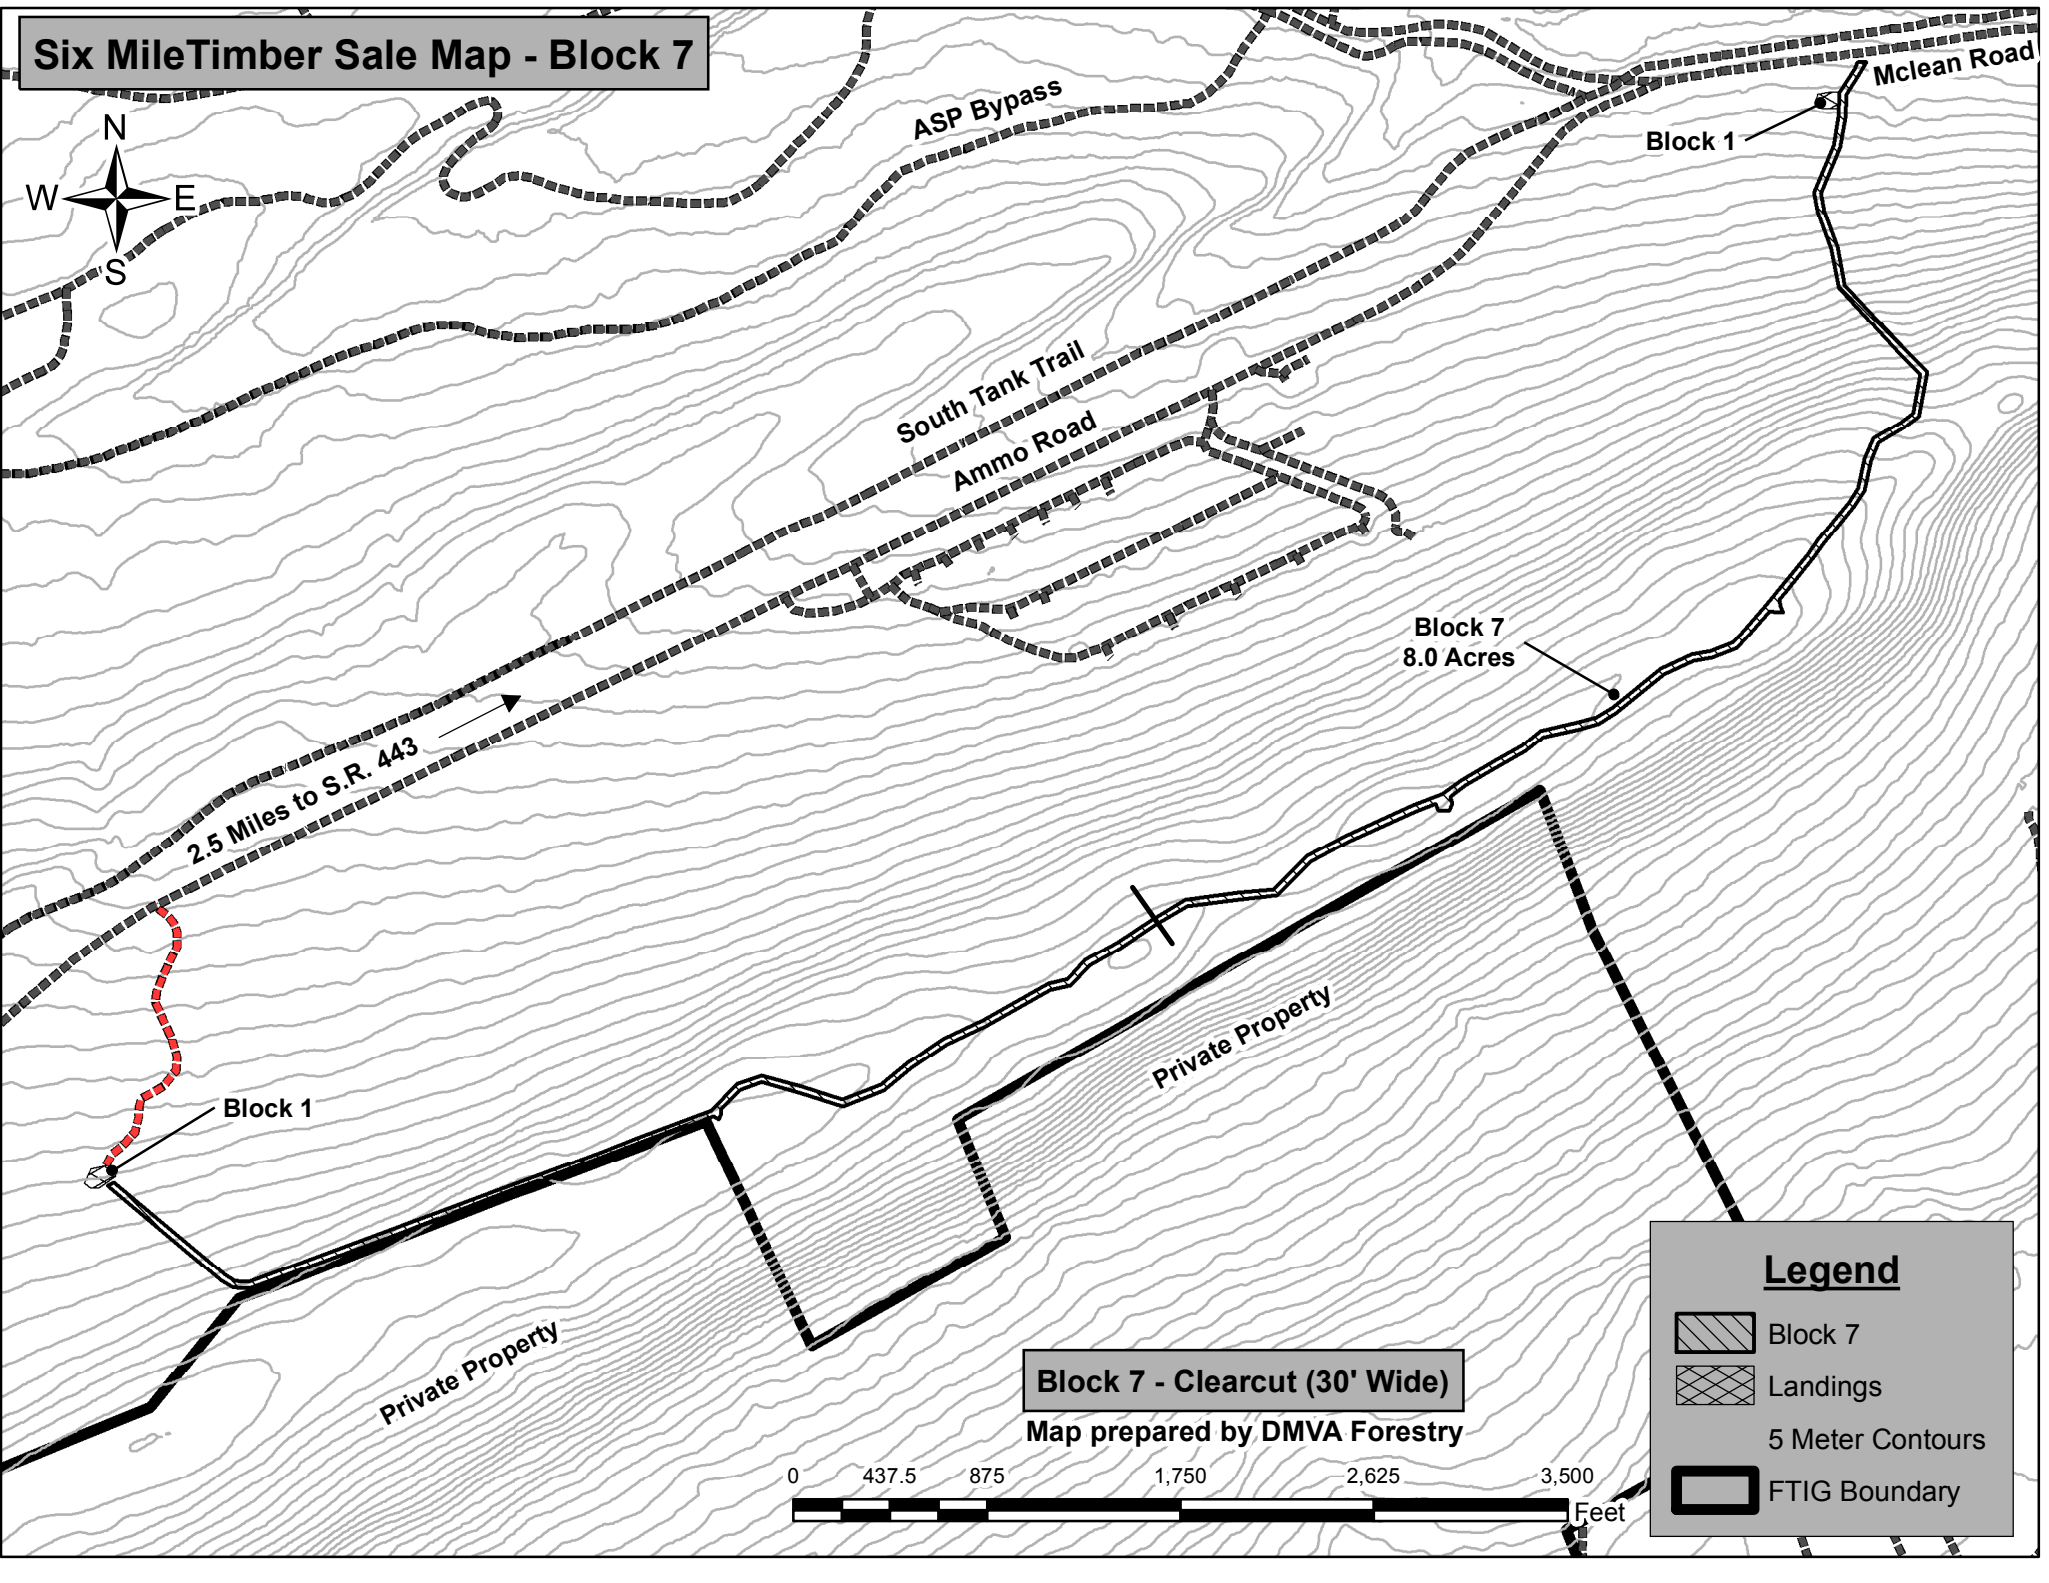 Six MileTimber Sale Map - Block 7
N
W E
S
ASP Bypass
Mclean Road
Block 1
South Tank Trail
Ammo Road
Block 7
8.0 Acres
2.5 Miles to S.R. 443
Private Property
Block 1
Private Property
Block 7 - Clearcut (30' Wide)
Map prepared by DMVA Forestry
0 437.5 875 1,750 2,625 3,500
Feet
Legend
Block 7
Landings
5 Meter Contours
FTIG Boundary